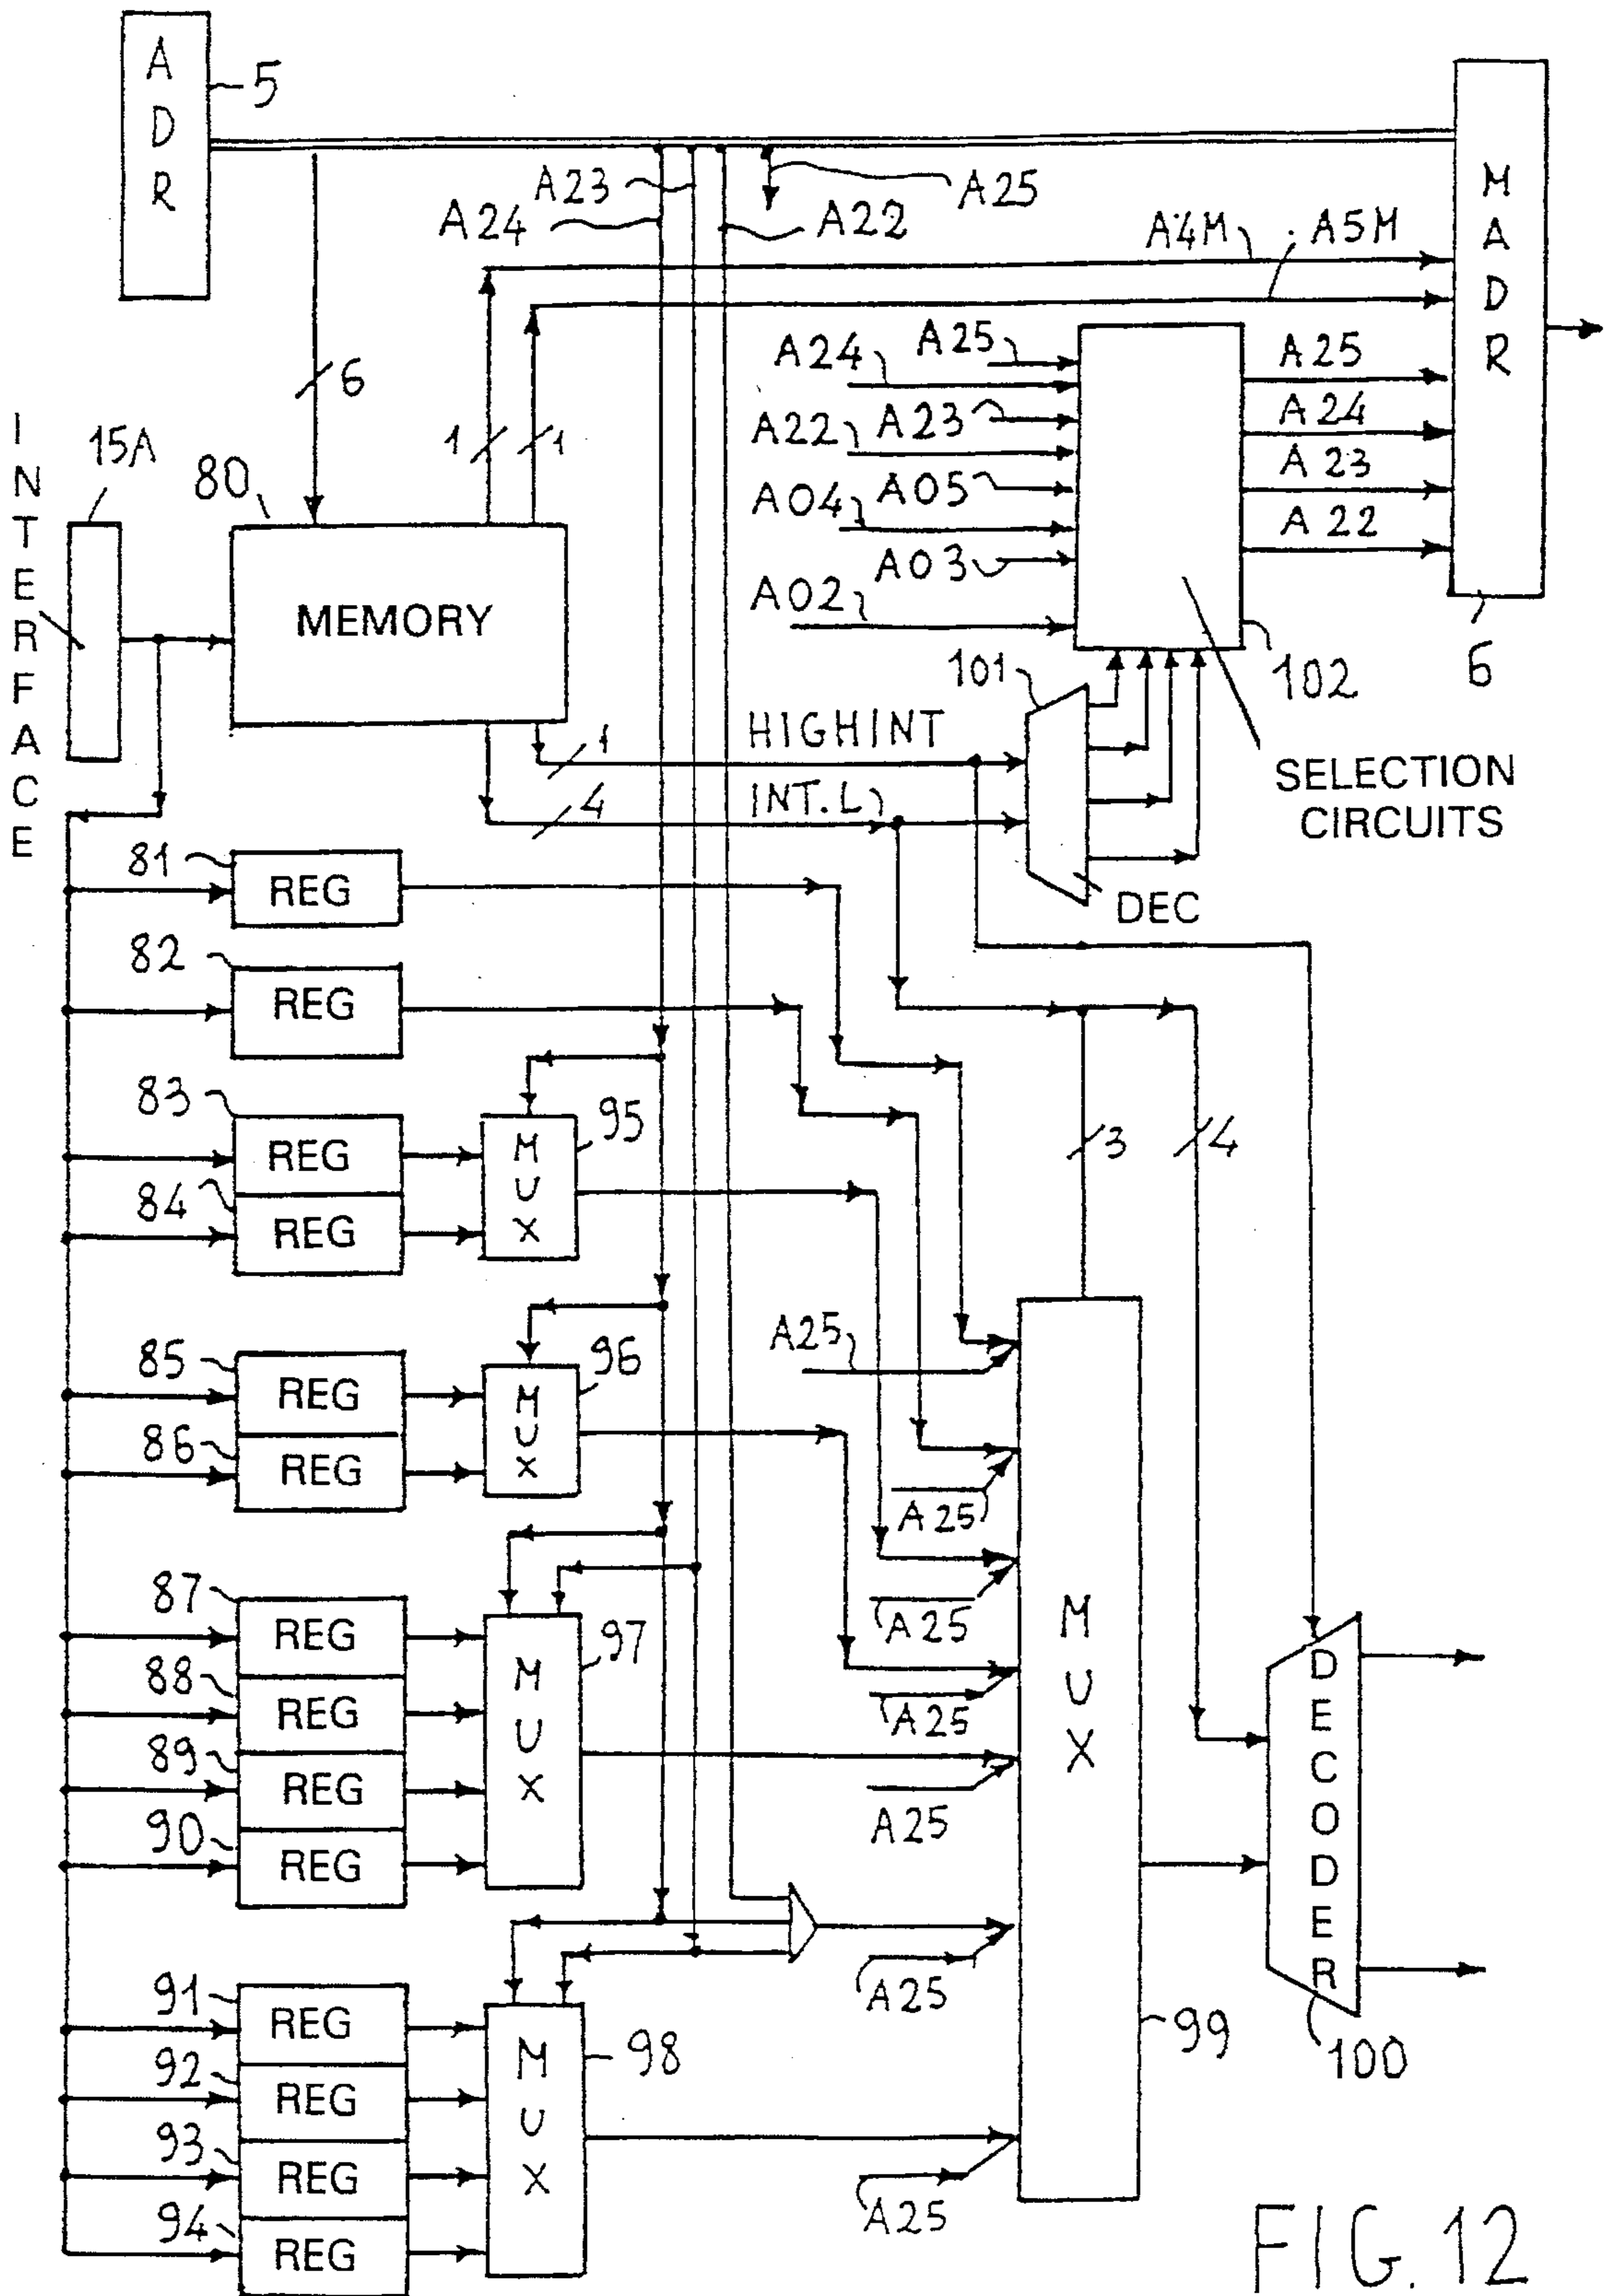 ADR
5
MADR
A23
A24
A25
A22
A4M
A5M
6
1
1
A24
A25
A22
A23
A04
A05
A02
A03
A25
A24
A23
A22
6
INTERFACE
15A
80
MEMORY
101
102
SELECTION
CIRCUITS
1
HIGHINT
4
INT.L
DEC
81
REG
82
REG
83
REG
84
REG
MUX
95
3
4
85
REG
86
REG
MUX
96
A25
A25
87
REG
88
REG
89
REG
90
REG
MUX
97
A25
A25
A25
MUX
DECODER
91
REG
92
REG
93
REG
94
REG
MUX
98
A25
A25
99
100
FIG. 12